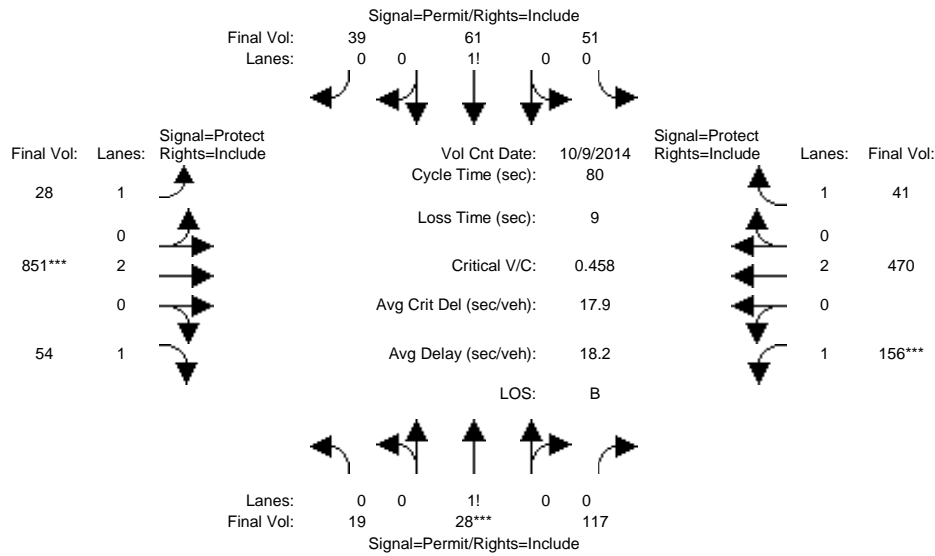 Signal=Permit/Rights=Include
Final Vol: 39 61 51
Lanes: 0 0 1! 0 0
Signal=Protect Signal=Protect
Final Vol: Lanes: Rights=Include Vol Cnt Date: 10/9/2014 Rights=Include Lanes: Final Vol:
Cycle Time (sec): 80
28 1 1 41
Loss Time (sec): 9
0 0
851*** 2 Critical V/C: 0.458 2 470
0 Avg Crit Del (sec/veh): 17.9 0
54 1 Avg Delay (sec/veh): 18.2 1 156***
LOS: B
Lanes: 0 0 1! 0 0
Final Vol: 19 28*** 117
Signal=Permit/Rights=Include